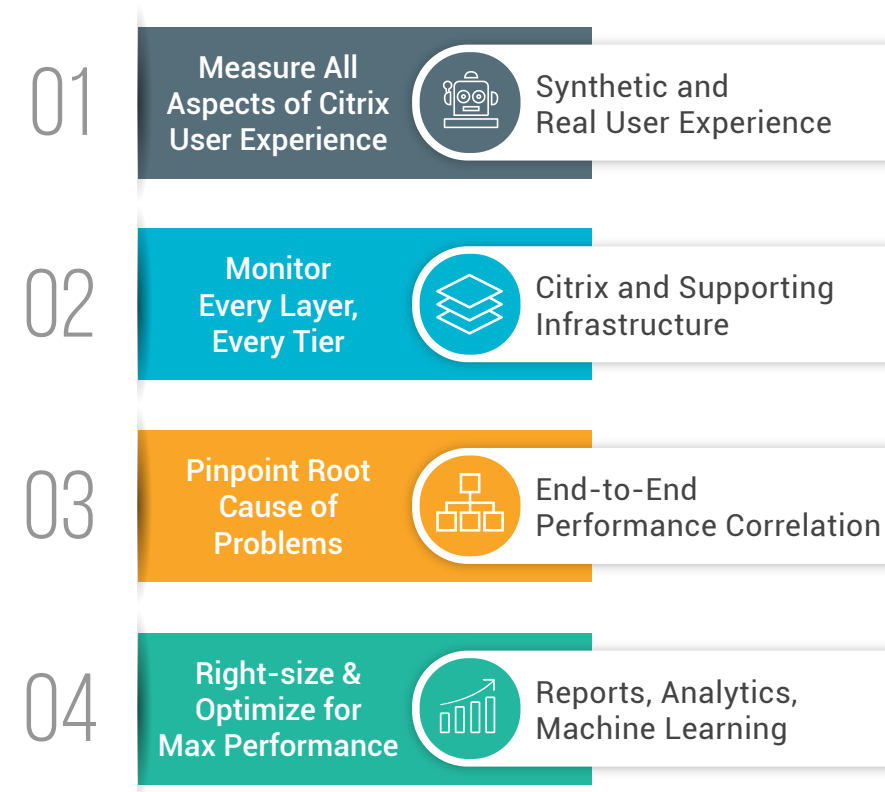 01
Measure All
Aspects of Citrix
User Experience
Synthetic and
Real User Experience
02
Monitor
Every Layer,
Every Tier
Citrix and Supporting
Infrastructure
03
Pinpoint Root
Cause of
Problems
End-to-End
Performance Correlation
04
Right-size &
Optimize for
Max Performance
Reports, Analytics,
Machine Learning